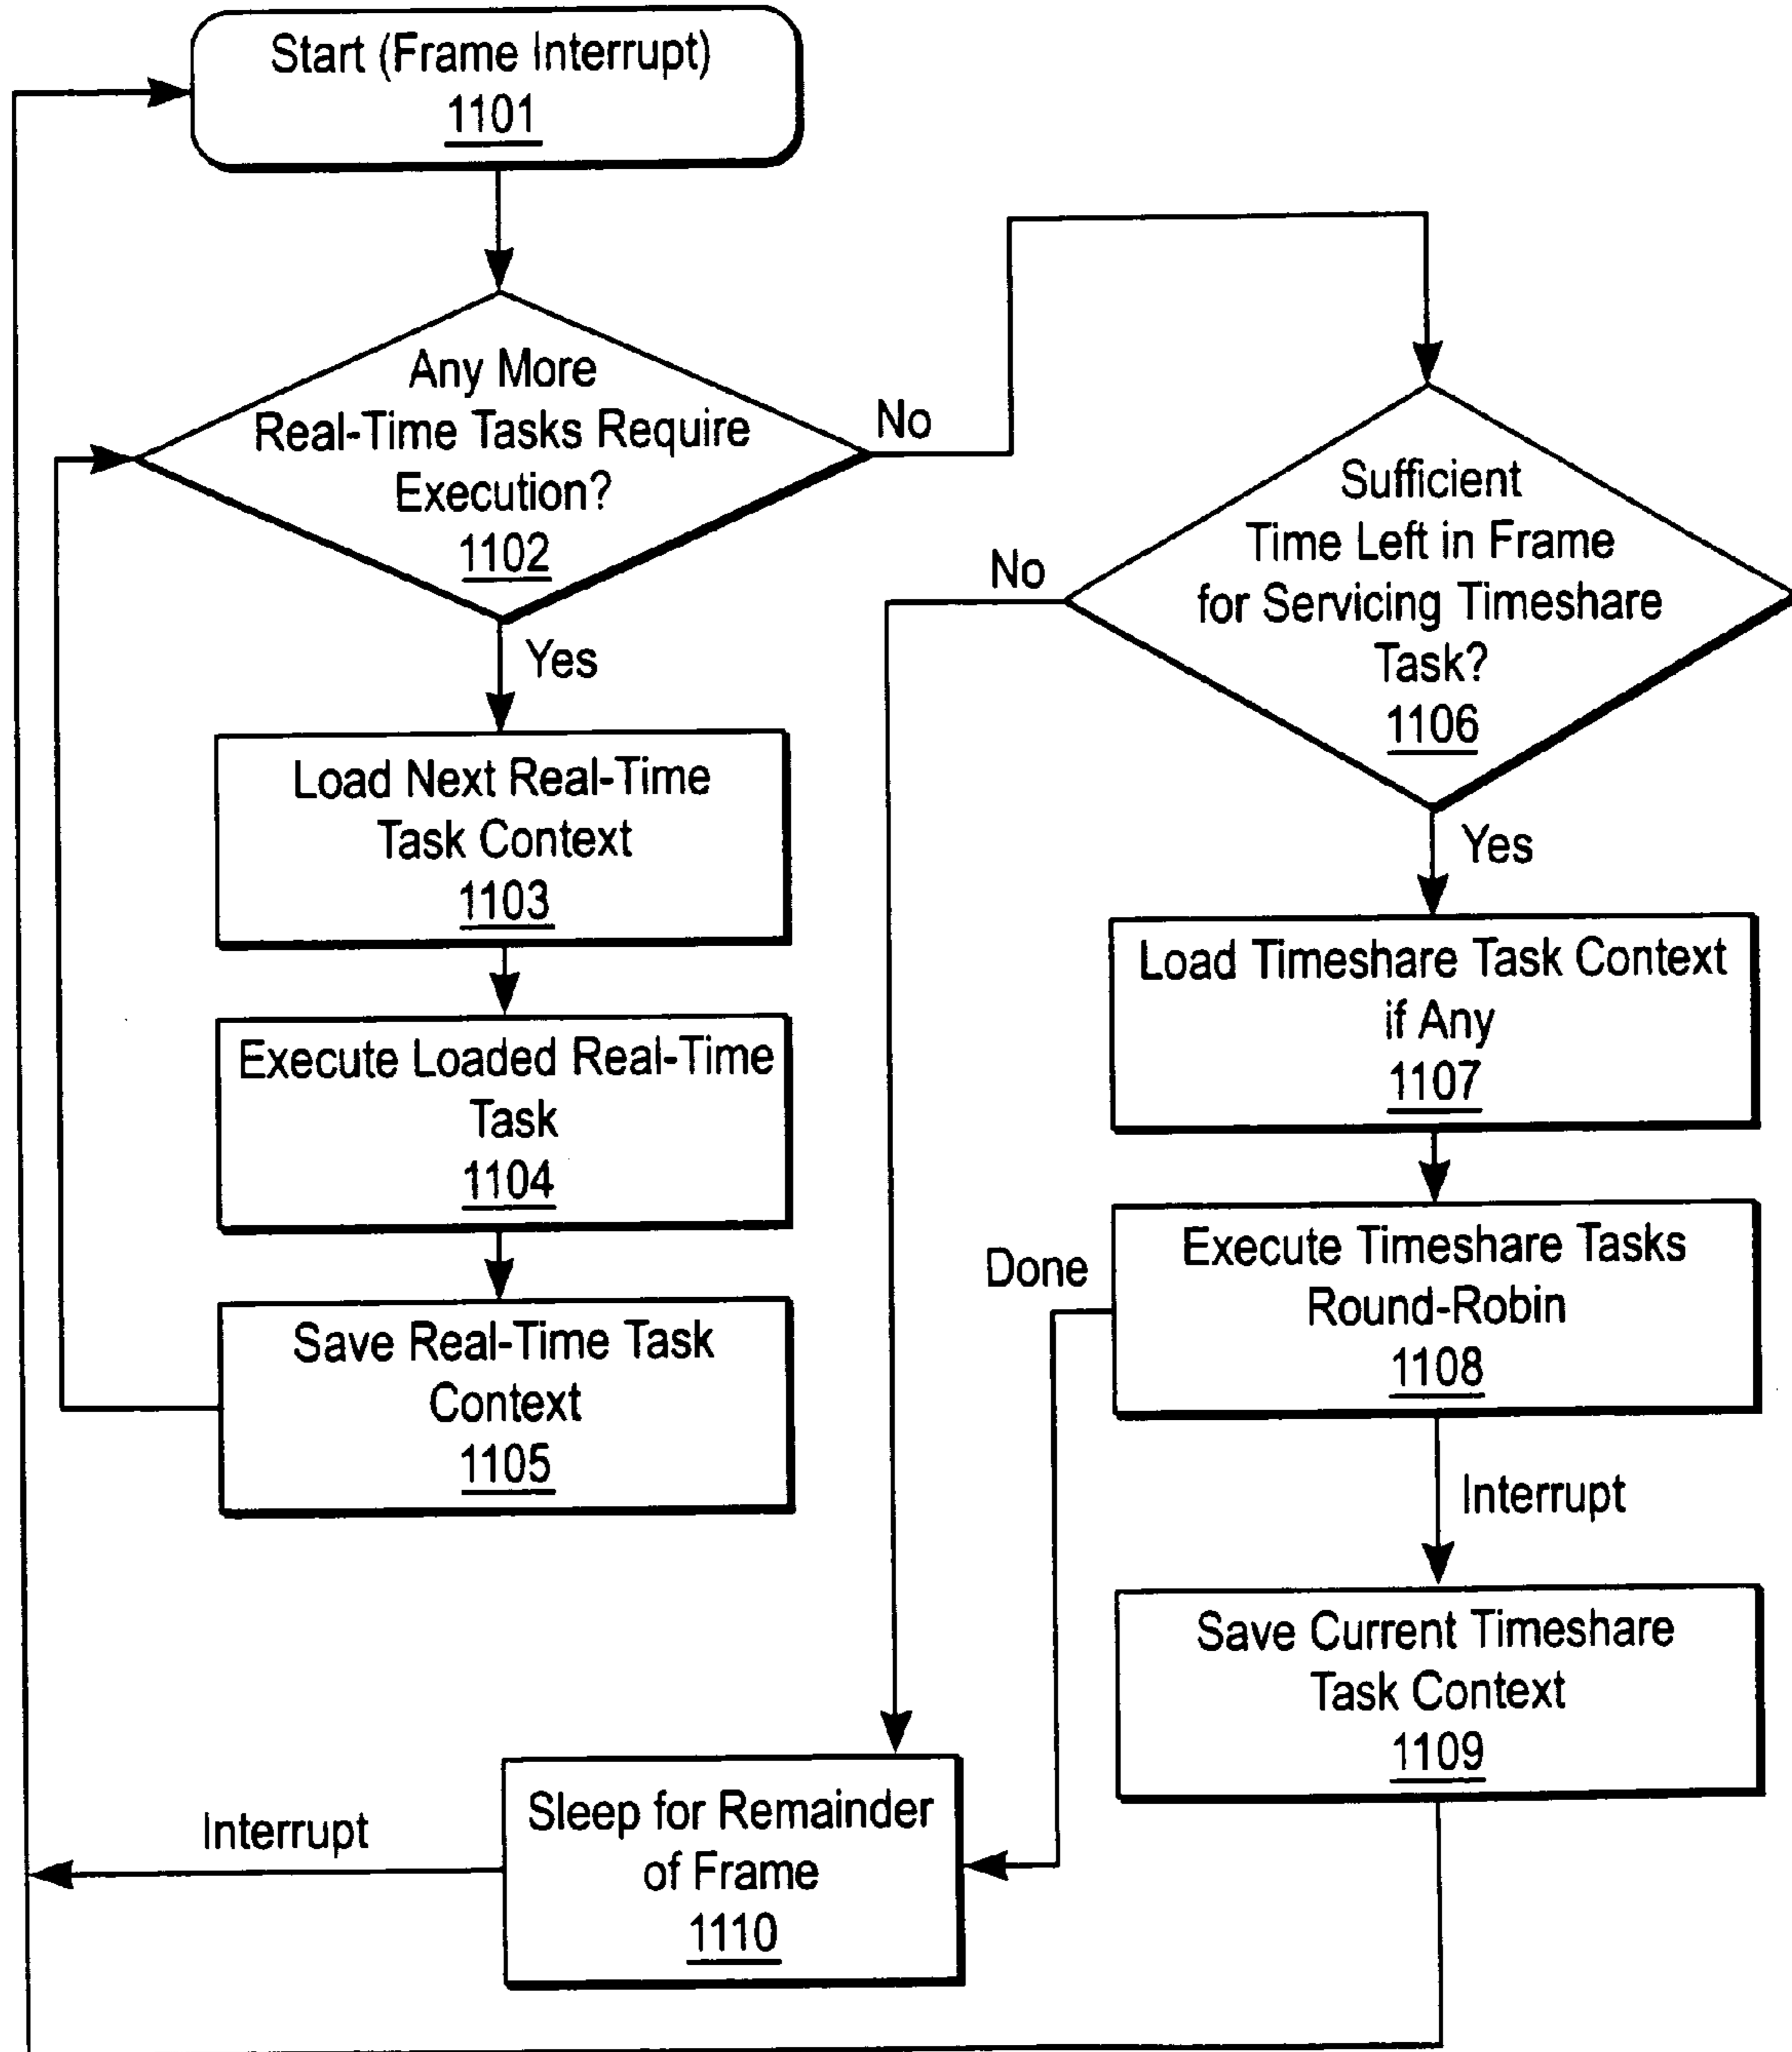 Start (Frame Interrupt)
1101
Any More
Real-Time Tasks Require
Execution?
1102
No
Yes
Load Next Real-Time
Task Context
1103
Execute Loaded Real-Time
Task
1104
Save Real-Time Task
Context
1105
Sufficient
Time Left in Frame
for Servicing Timeshare
Task?
1106
No
Yes
Load Timeshare Task Context
if Any
1107
Execute Timeshare Tasks
Round-Robin
1108
Done
Interrupt
Save Current Timeshare
Task Context
1109
Sleep for Remainder
of Frame
1110
Interrupt